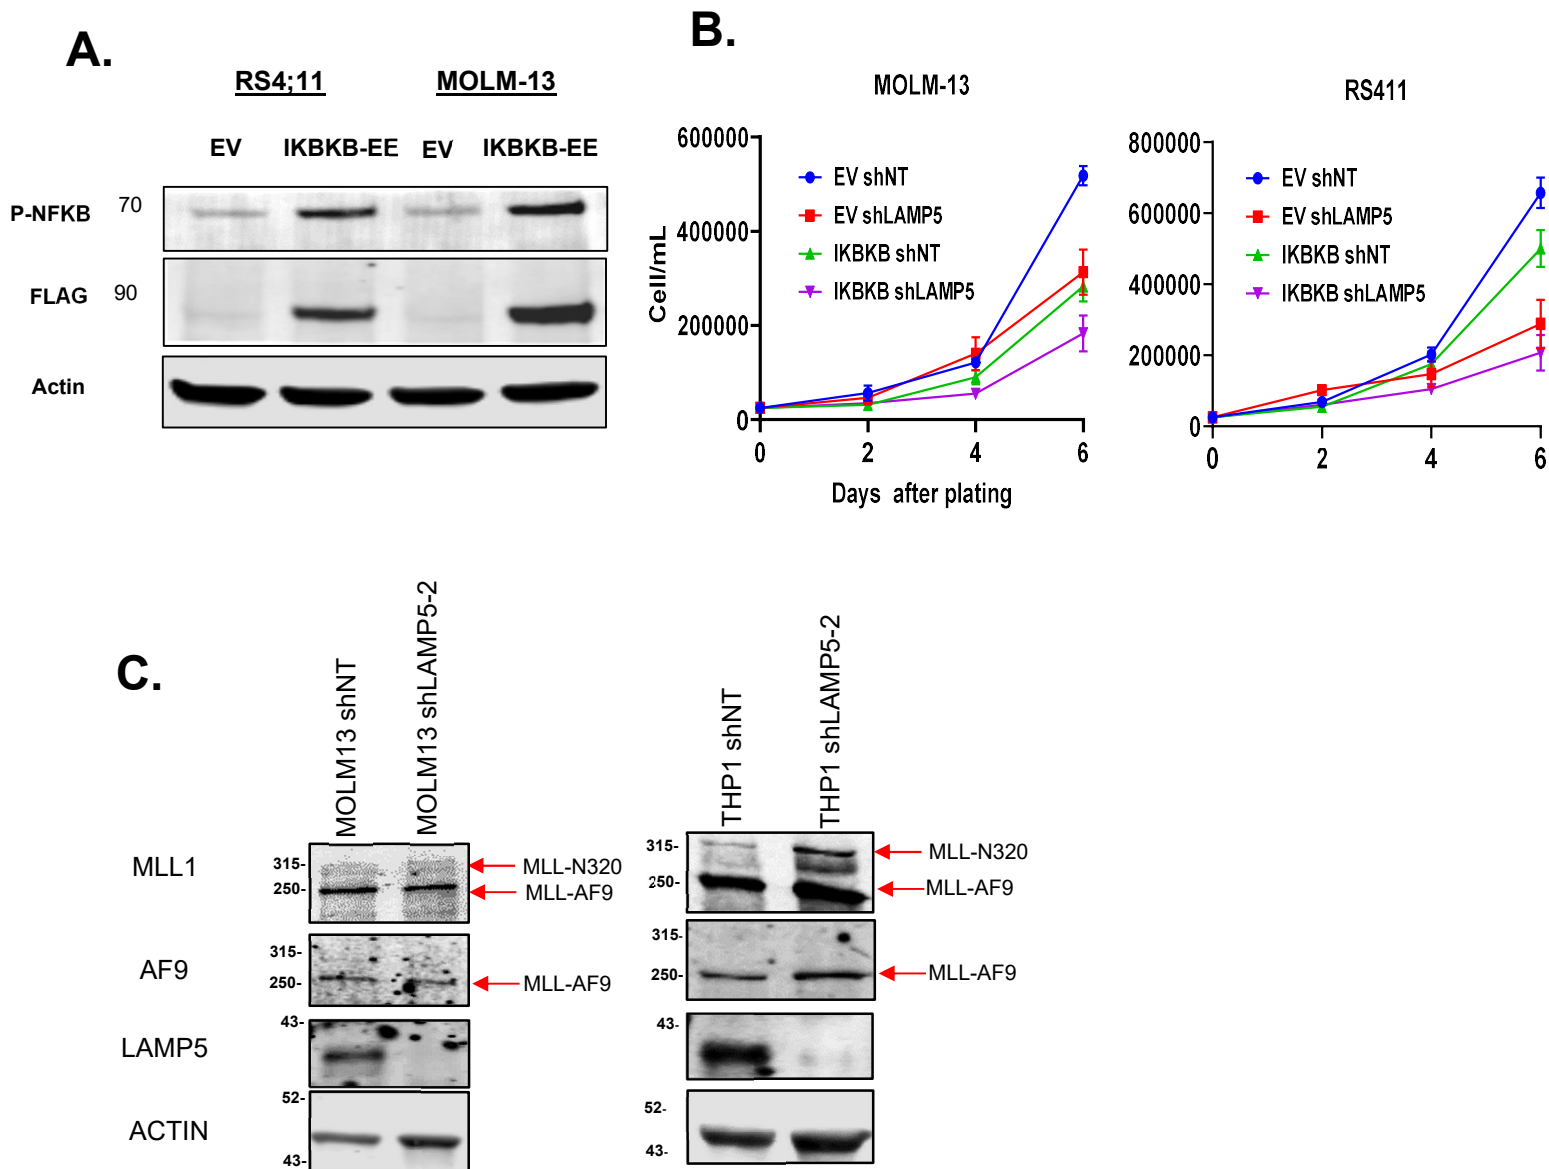 A.
RS4;11 MOLM-13
EV IKBKB-EE EV IKBKB-EE
P-NFKB 70
FLAG 90
Actin
B.
MOLM-13
600000
400000
200000
0
Cell/mL
EV shNT
EV shLAMP5
IKBKB shNT
IKBKB shLAMP5
0 2 4 6
Days after plating
RS411
800000
600000
400000
200000
0
EV shNT
EV shLAMP5
IKBKB shNT
IKBKB shLAMP5
0 2 4 6
C.
MOLM13 shNT
MOLM13 shLAMP5-2
MLL1
315-
250-
MLL-N320
MLL-AF9
AF9
315-
250-
MLL-AF9
LAMP5
43-
ACTIN
52-
43-
THP1 shNT
THP1 shLAMP5-2
315-
250-
MLL-N320
MLL-AF9
315-
250-
MLL-AF9
43-
52-
43-